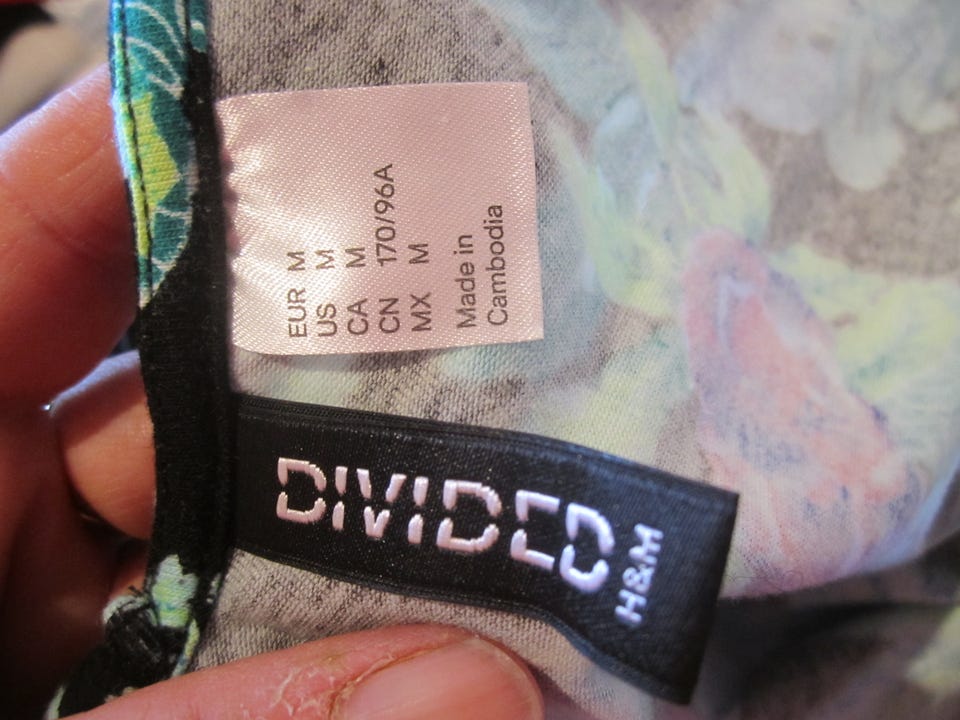 EUR M
US M
CA M
CN 170/96A
MX M
Made in
Cambodia
DIVIDED
H&M